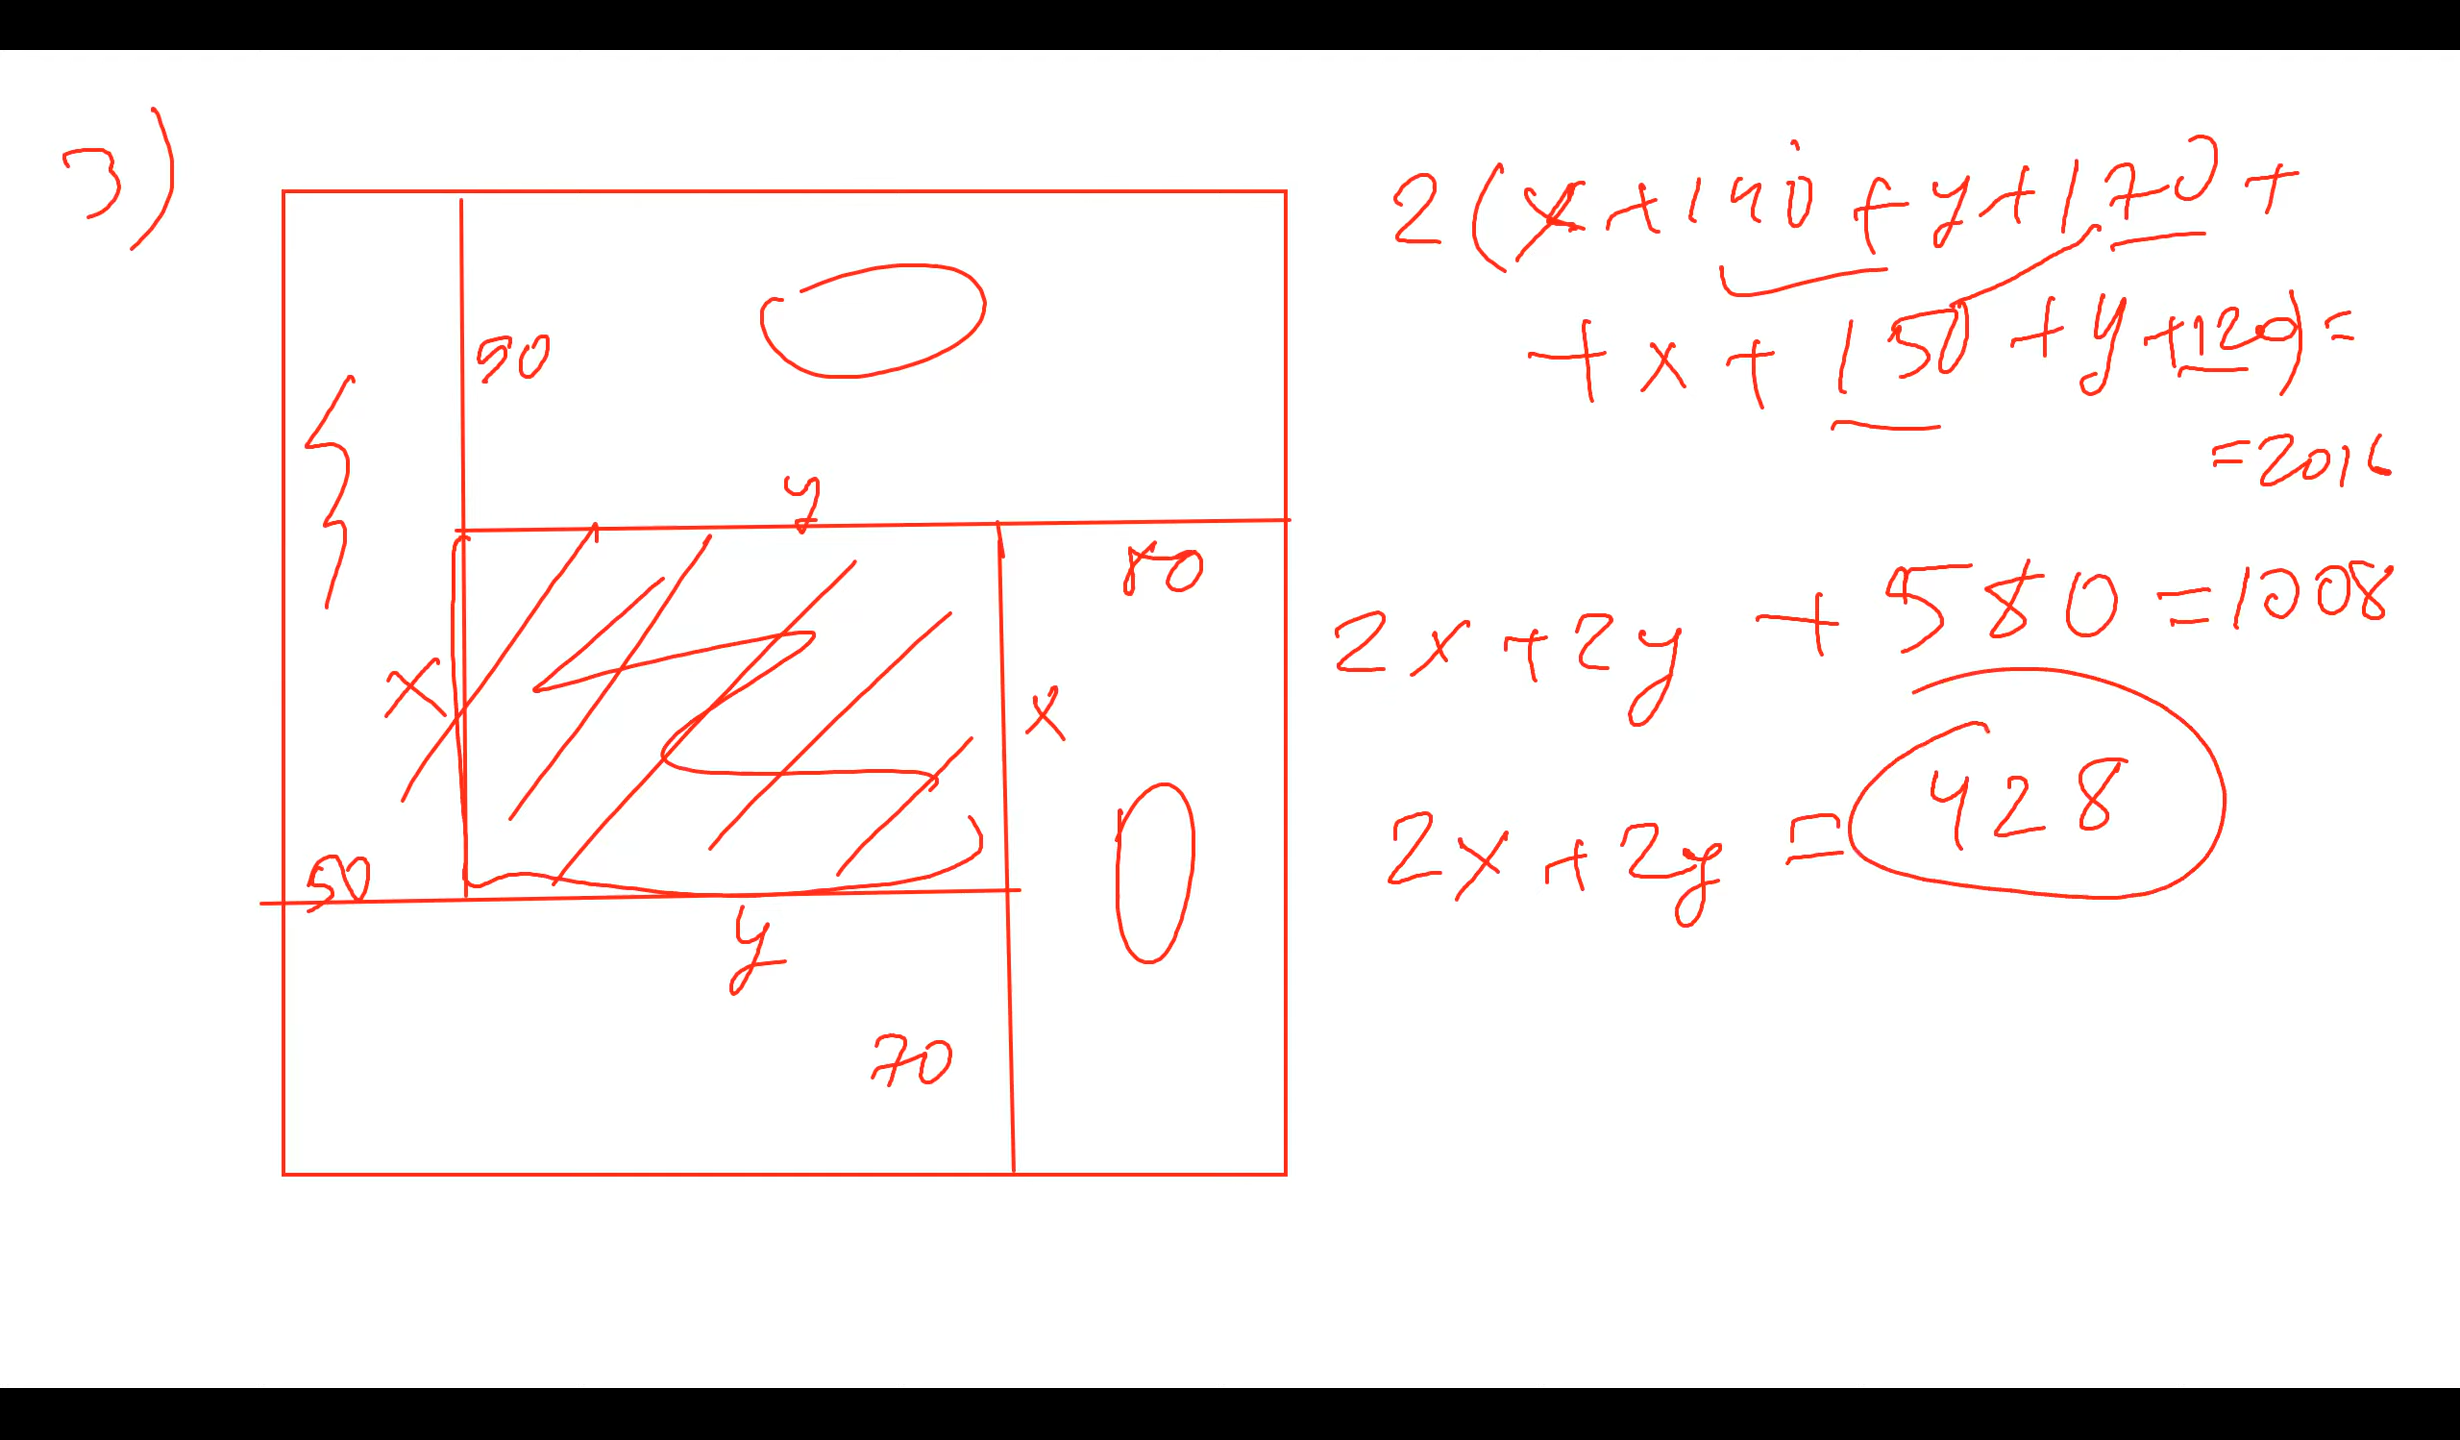 3)
2(x+140+y+170+
+x+150+y+120)=
=2016
90
y
80
2x+2y+580=1008
x
x
2x+2y=428
50
y
70